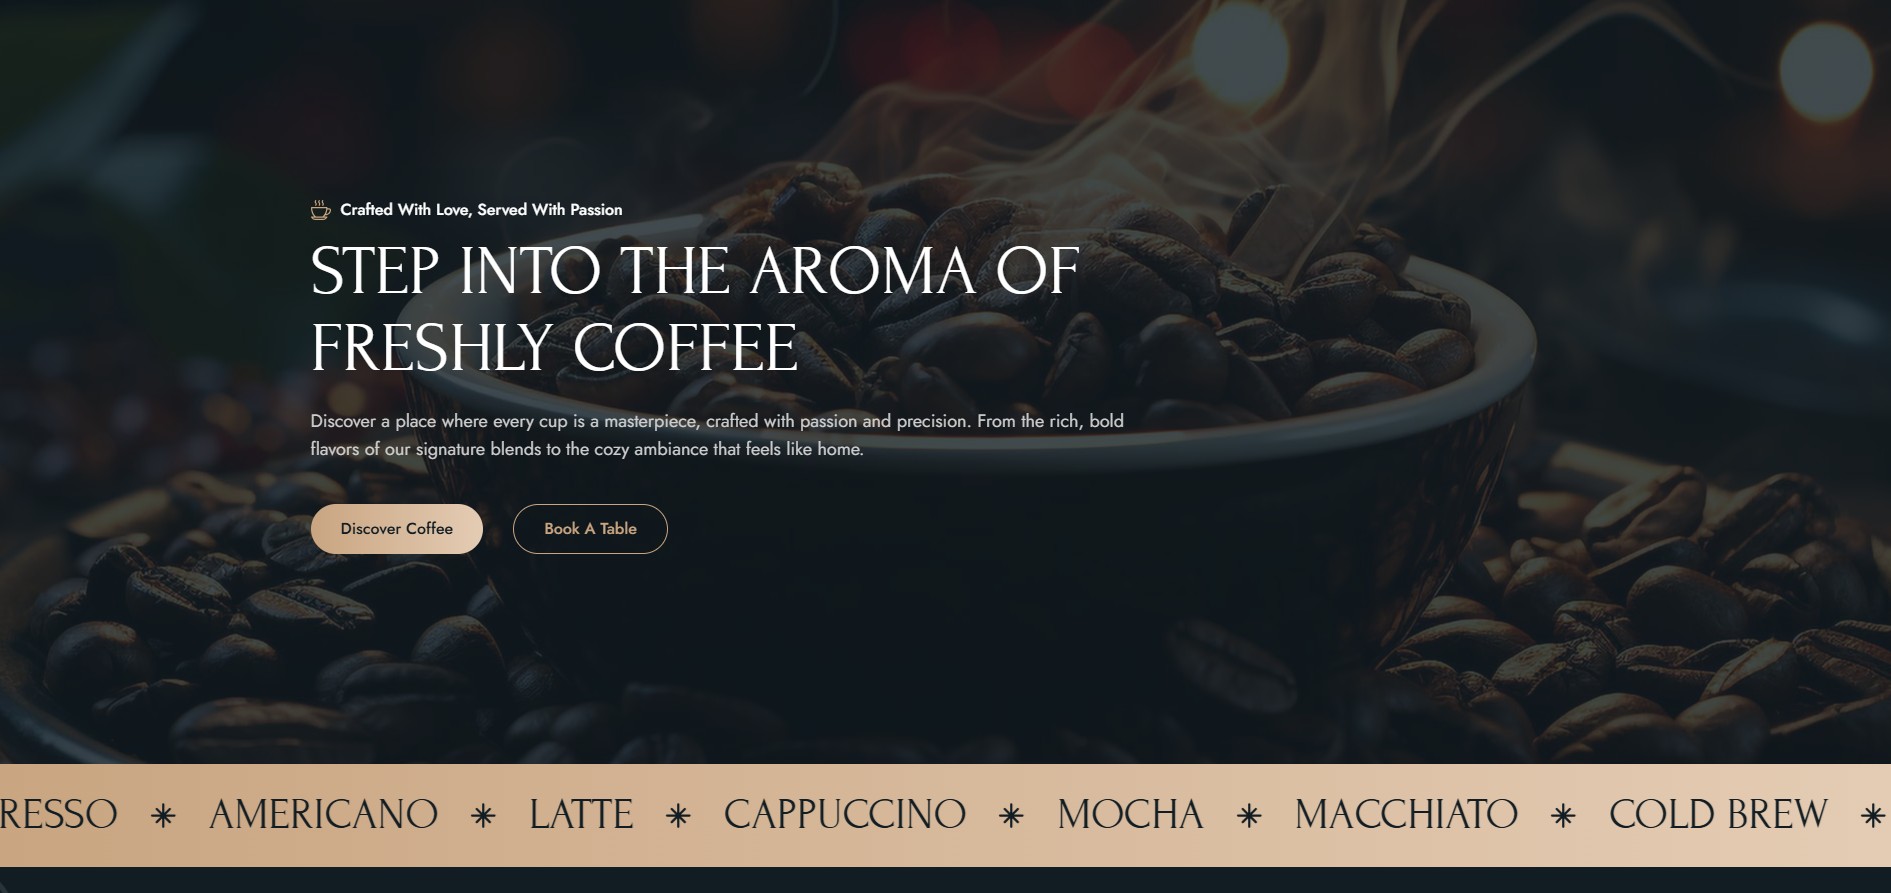 Crafted With Love, Served With Passion
STEP INTO THE AROMA OF
FRESHLY COFFEE
Discover a place where every cup is a masterpiece, crafted with passion and precision. From the rich, bold
flavors of our signature blends to the cozy ambiance that feels like home.
Discover Coffee
Book A Table
RESSO * AMERICANO * LATTE * CAPPUCCINO * MOCHA * MACCHIATO * COLD BREW *